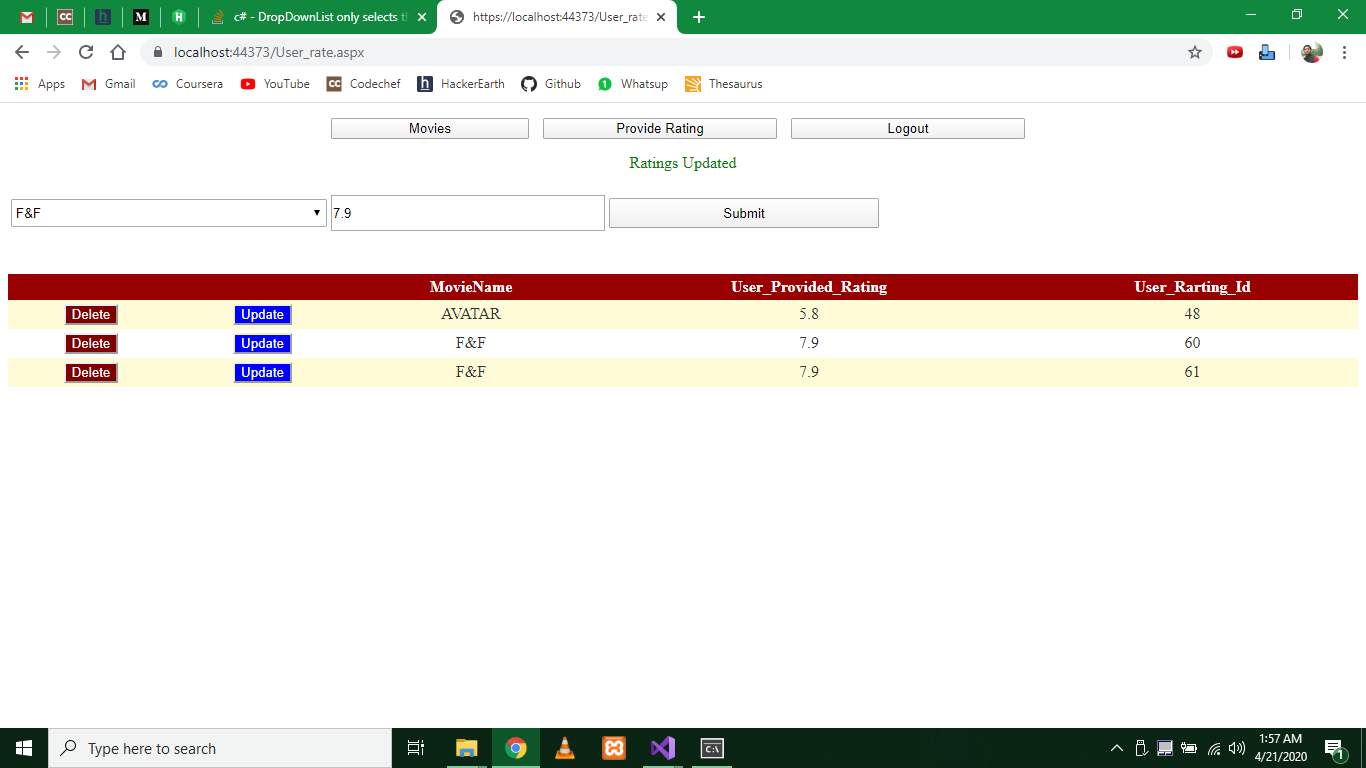 c# - DropDownList only selects th
https://localhost:44373/User_rate
localhost:44373/User_rate.aspx
Apps Gmail Coursera YouTube CC Codechef h HackerEarth Github 1 Whatsup Thesaurus
Movies Provide Rating Logout
Ratings Updated
F&F 7.9 Submit
MovieName User_Provided_Rating User_Rarting_Id
Delete Update AVATAR 5.8 48
Delete Update F&F 7.9 60
Delete Update F&F 7.9 61
Type here to search
1:57 AM
4/21/2020
1